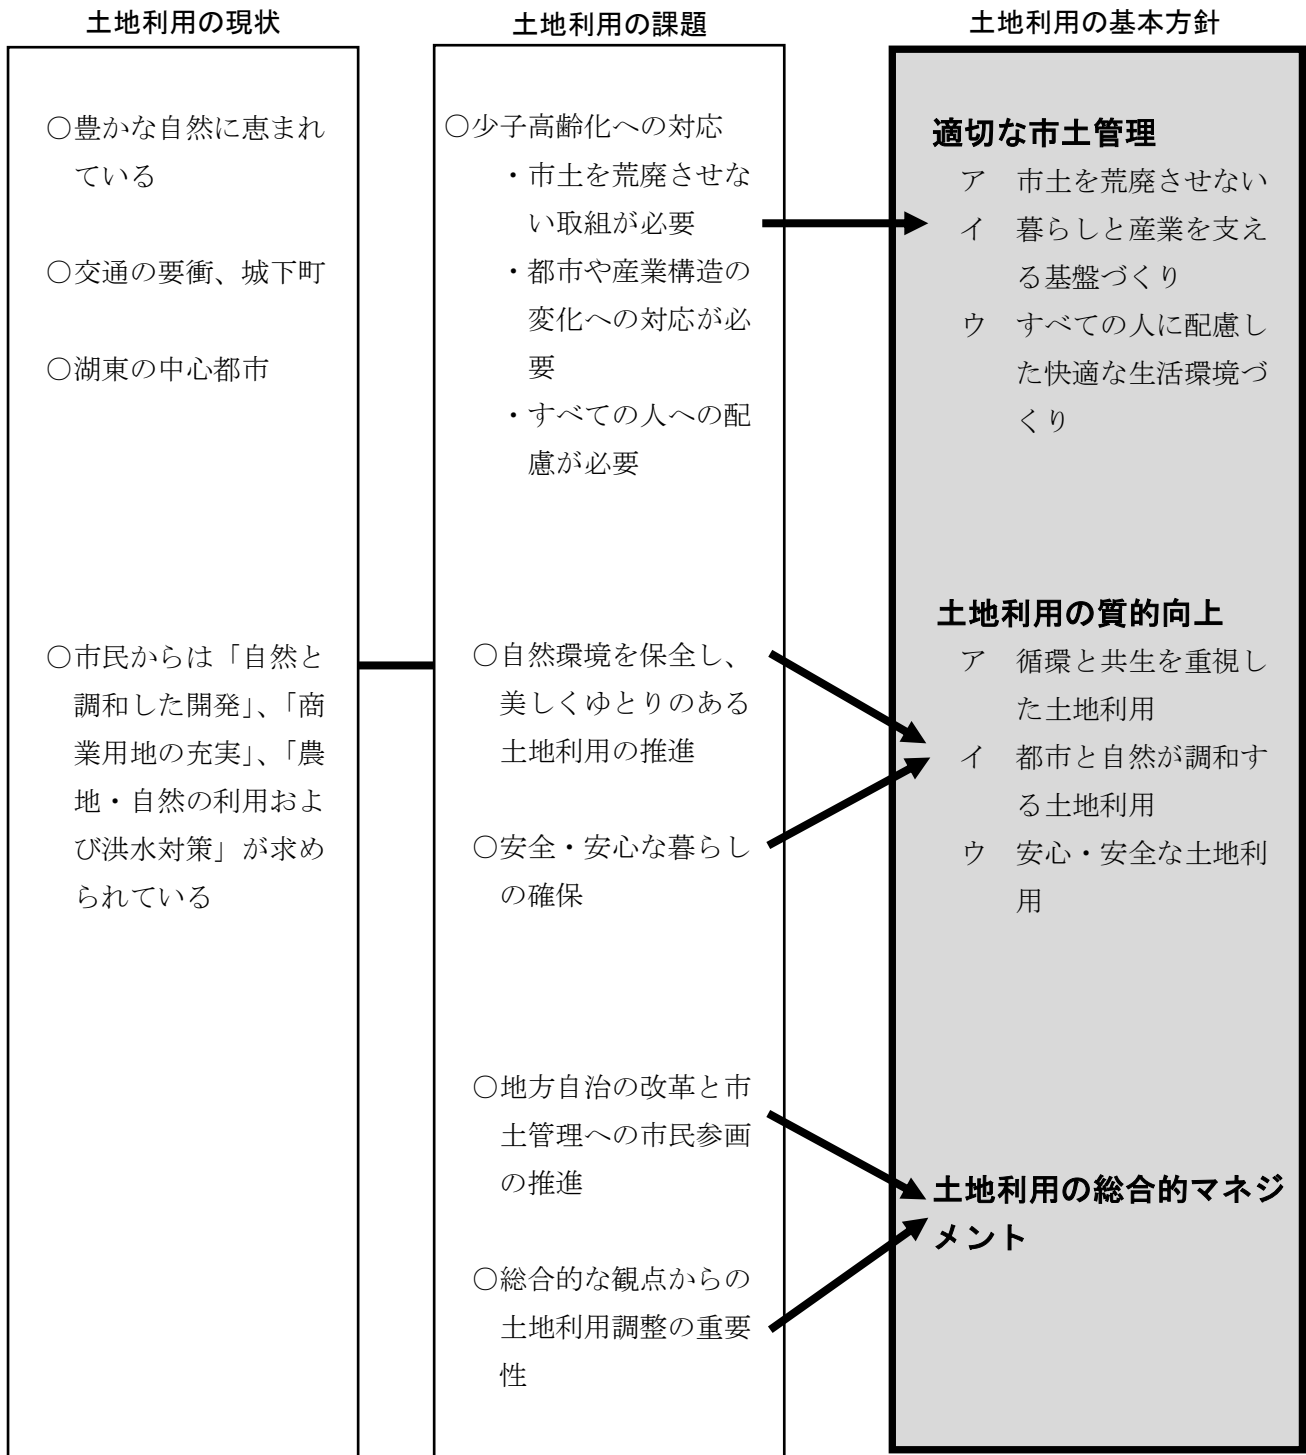 土地利用の現状
○豊かな自然に恵まれ
ている
○交通の要衝、城下町
○湖東の中心都市
○市民からは「自然と
調和した開発」、「商
業用地の充実」、「農
地・自然の利用およ
び洪水対策」が求め
られている
土地利用の課題
○少子高齢化への対応
・市土を荒廃させな
い取組が必要
・都市や産業構造の
変化への対応が必
要
・すべての人への配
慮が必要
○自然環境を保全し、
美しくゆとりのある
土地利用の推進
○安全・安心な暮らし
の確保
○地方自治の改革と市
土管理への市民参画
の推進
○総合的な観点からの
土地利用調整の重要
性
土地利用の基本方針
適切な市土管理
ア　市土を荒廃させない
イ　暮らしと産業を支え
る基盤づくり
ウ　すべての人に配慮し
た快適な生活環境づ
くり
土地利用の質的向上
ア　循環と共生を重視し
た土地利用
イ　都市と自然が調和す
る土地利用
ウ　安心・安全な土地利
用
土地利用の総合的マネジ
メント